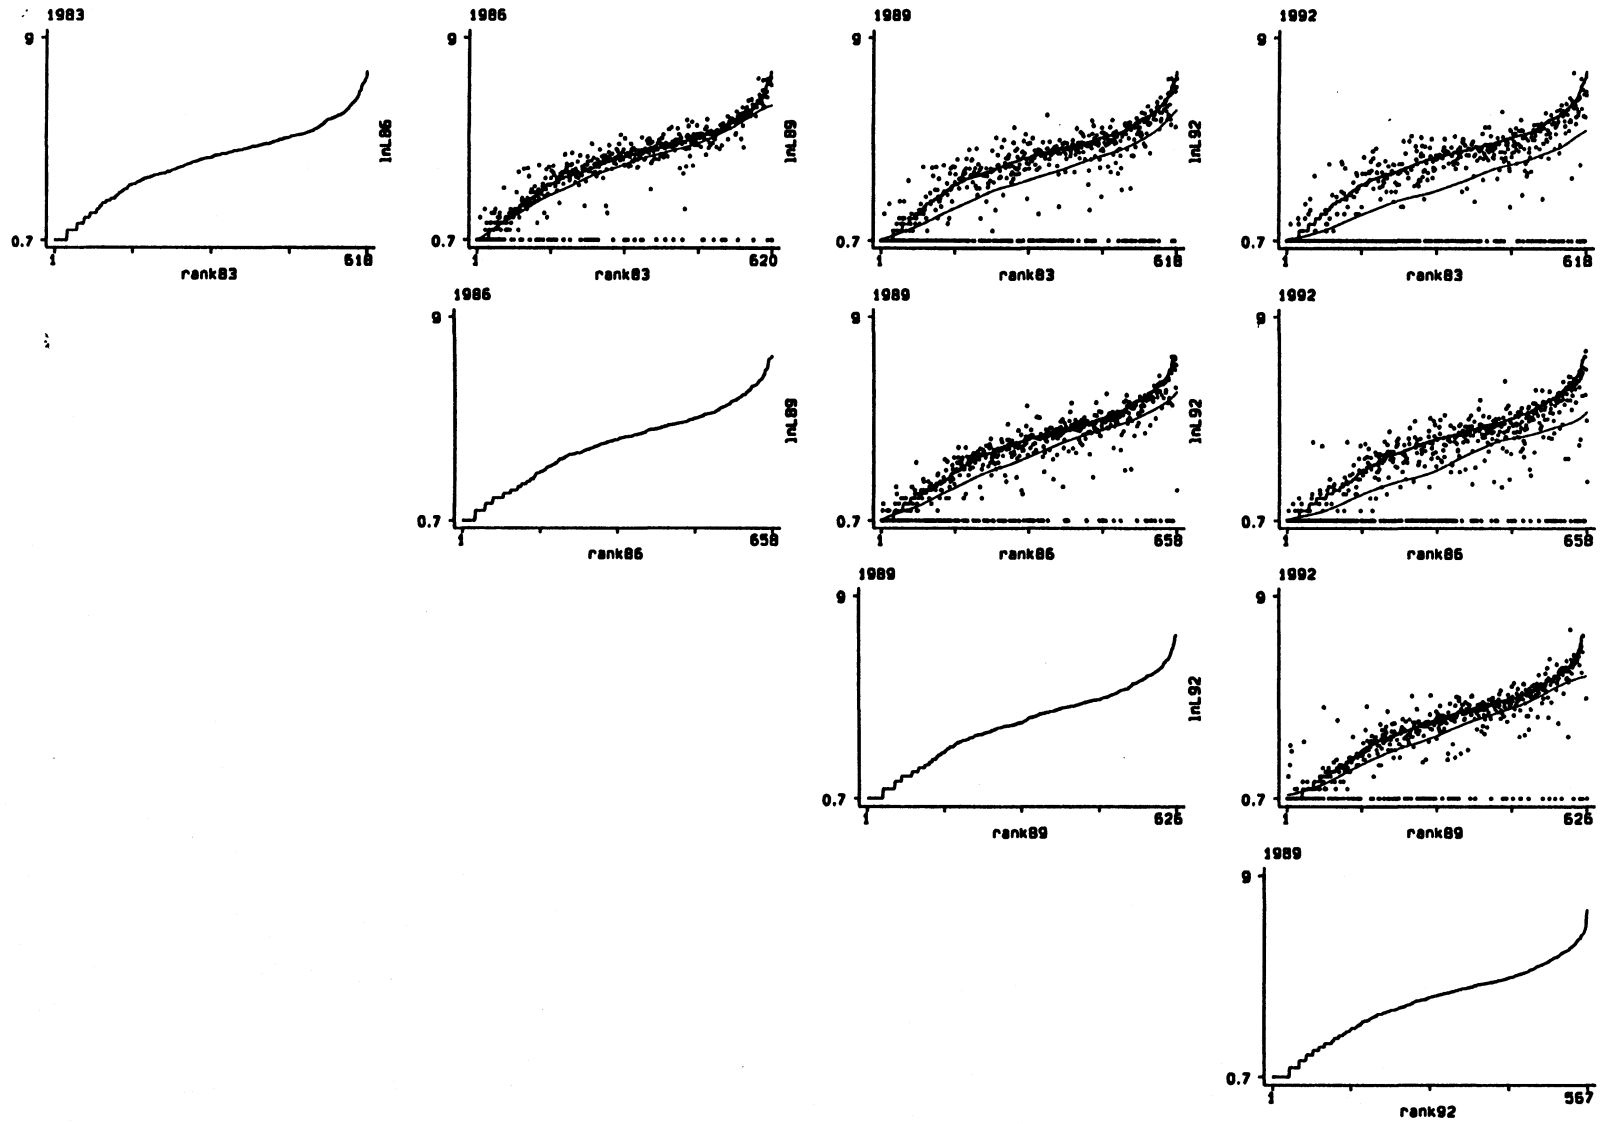 1983 1986 1989 1992
9 9 9 9
lnL86 lnL89 lnL92
0.7 0.7 0.7 0.7
1 618 1 620 1 618 1 618
rank83 rank83 rank83 rank83
1986 1989 1992
9 9 9
lnL89 lnL92
0.7 0.7 0.7
1 658 1 658 1 658
rank86 rank86 rank86
1989 1992
9 9
lnL92
0.7 0.7
1 626 1 626
rank89 rank89
1989
9
0.7
1 567
rank92